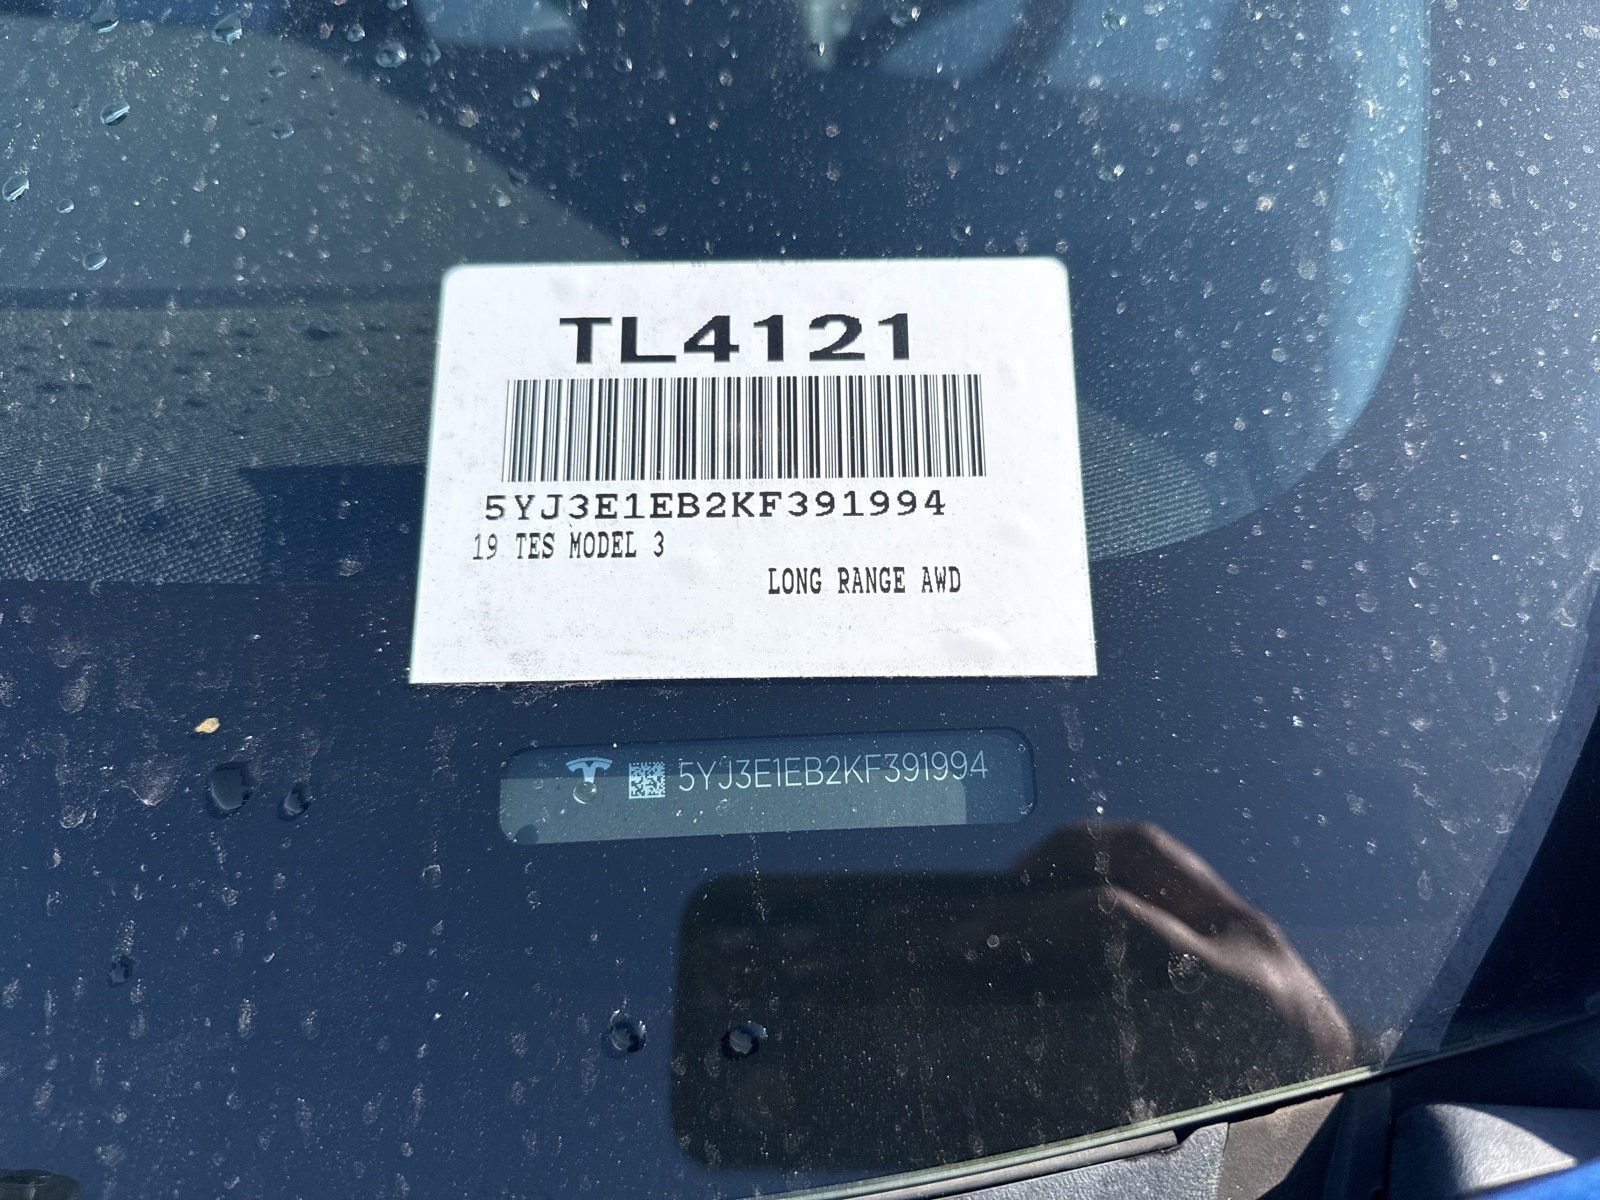 TL4121
5YJ3E1EB2KF391994
19 TES MODEL 3
LONG RANGE AWD
5YJ3E1EB2KF391994